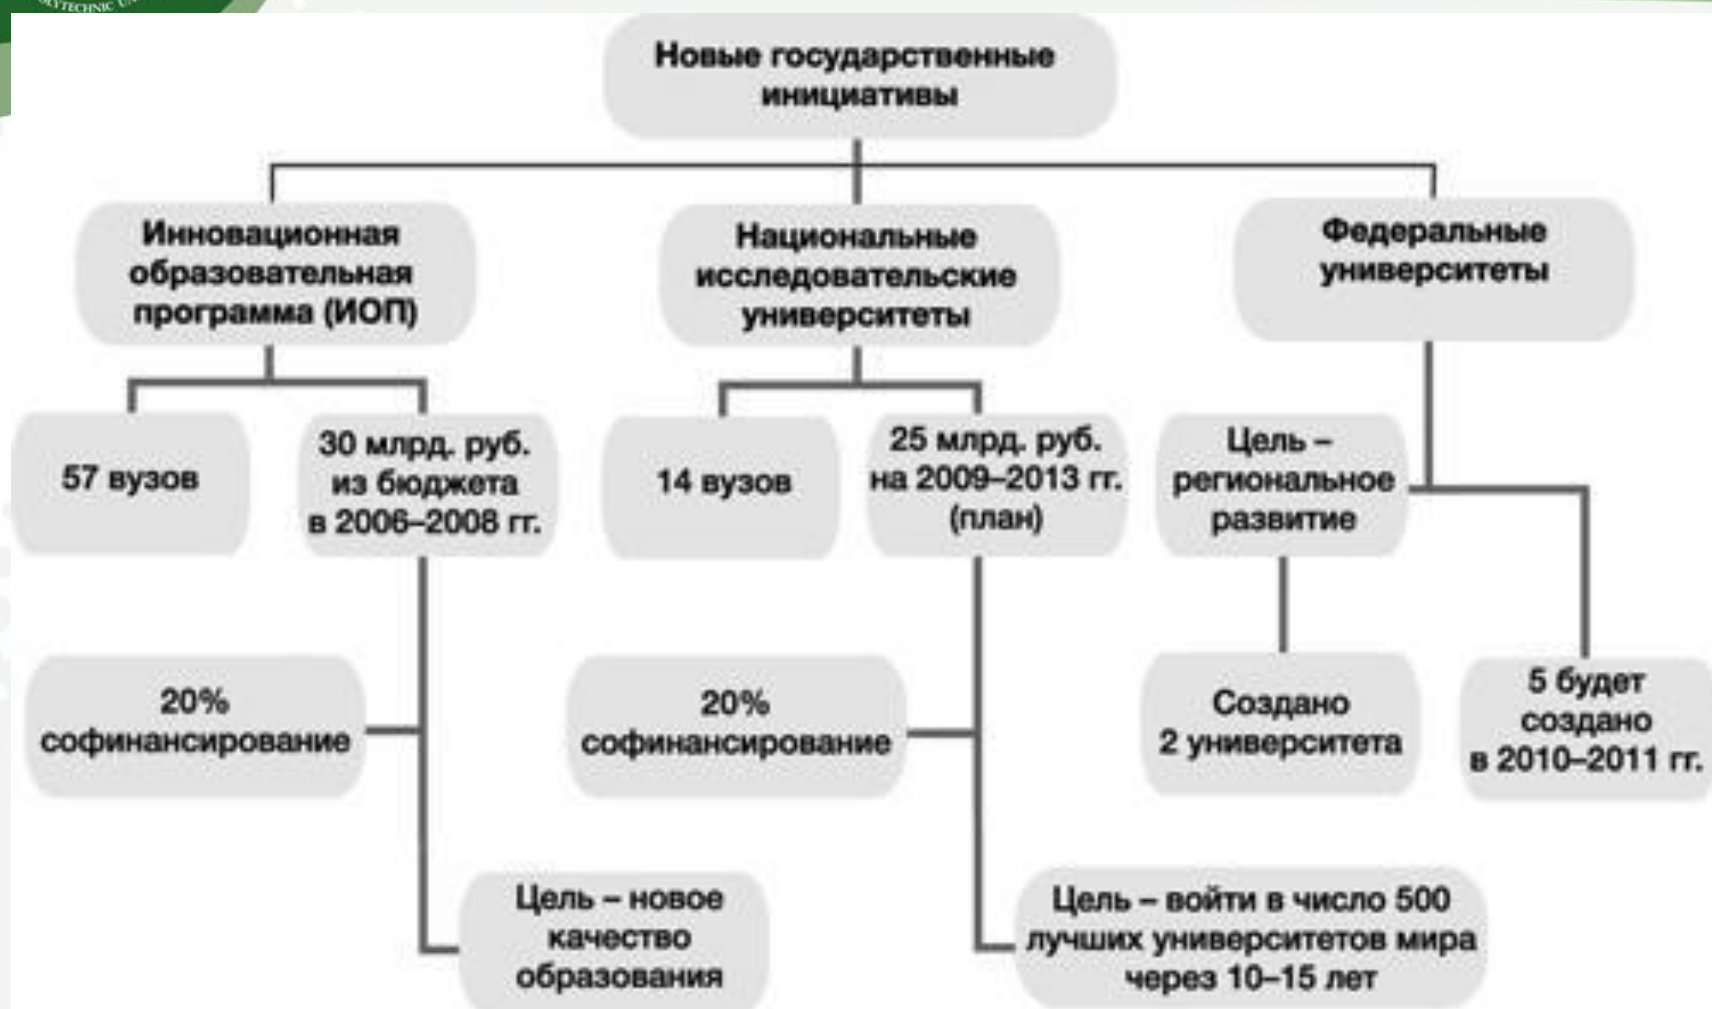 POLYTECHNIC
Новые государственные
инициативы
Инновационная
образовательная
программа (ИОП)
Национальные
исследовательские
университеты
Федеральные
университеты
57 вузов
30 млрд. руб.
из бюджета
в 2006–2008 гг.
14 вузов
25 млрд. руб.
на 2009–2013 гг.
(план)
Цель –
региональное
развитие
20%
софинансирование
20%
софинансирование
Создано
2 университета
5 будет
создано
в 2010–2011 гг.
Цель – новое
качество
образования
Цель – войти в число 500
лучших университетов мира
через 10–15 лет